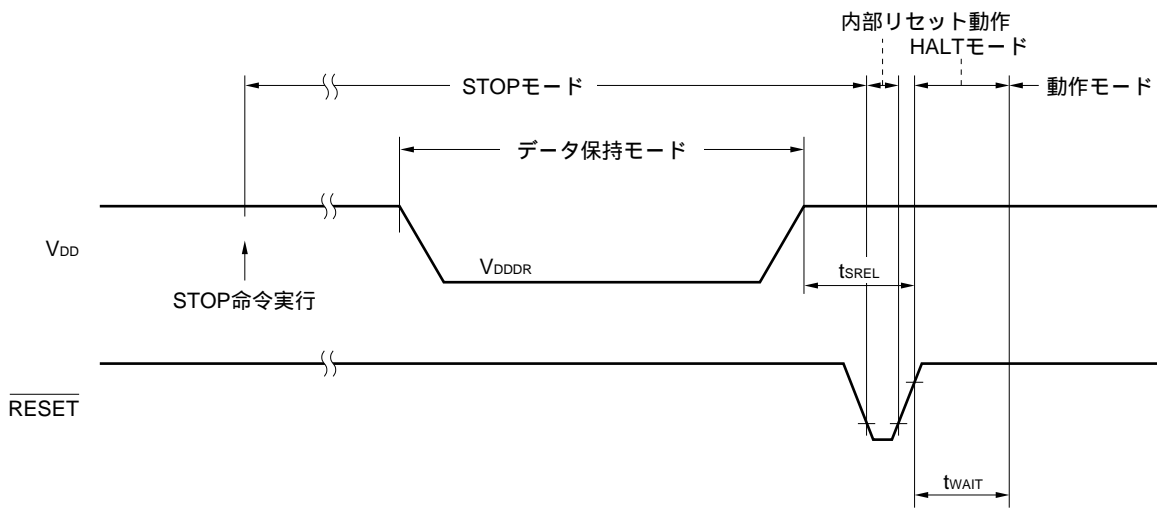 内部リセット動作
HALTモード
STOPモード
動作モード
データ保持モード
VDD
VDDDR
tSREL
STOP命令実行
RESET
tWAIT